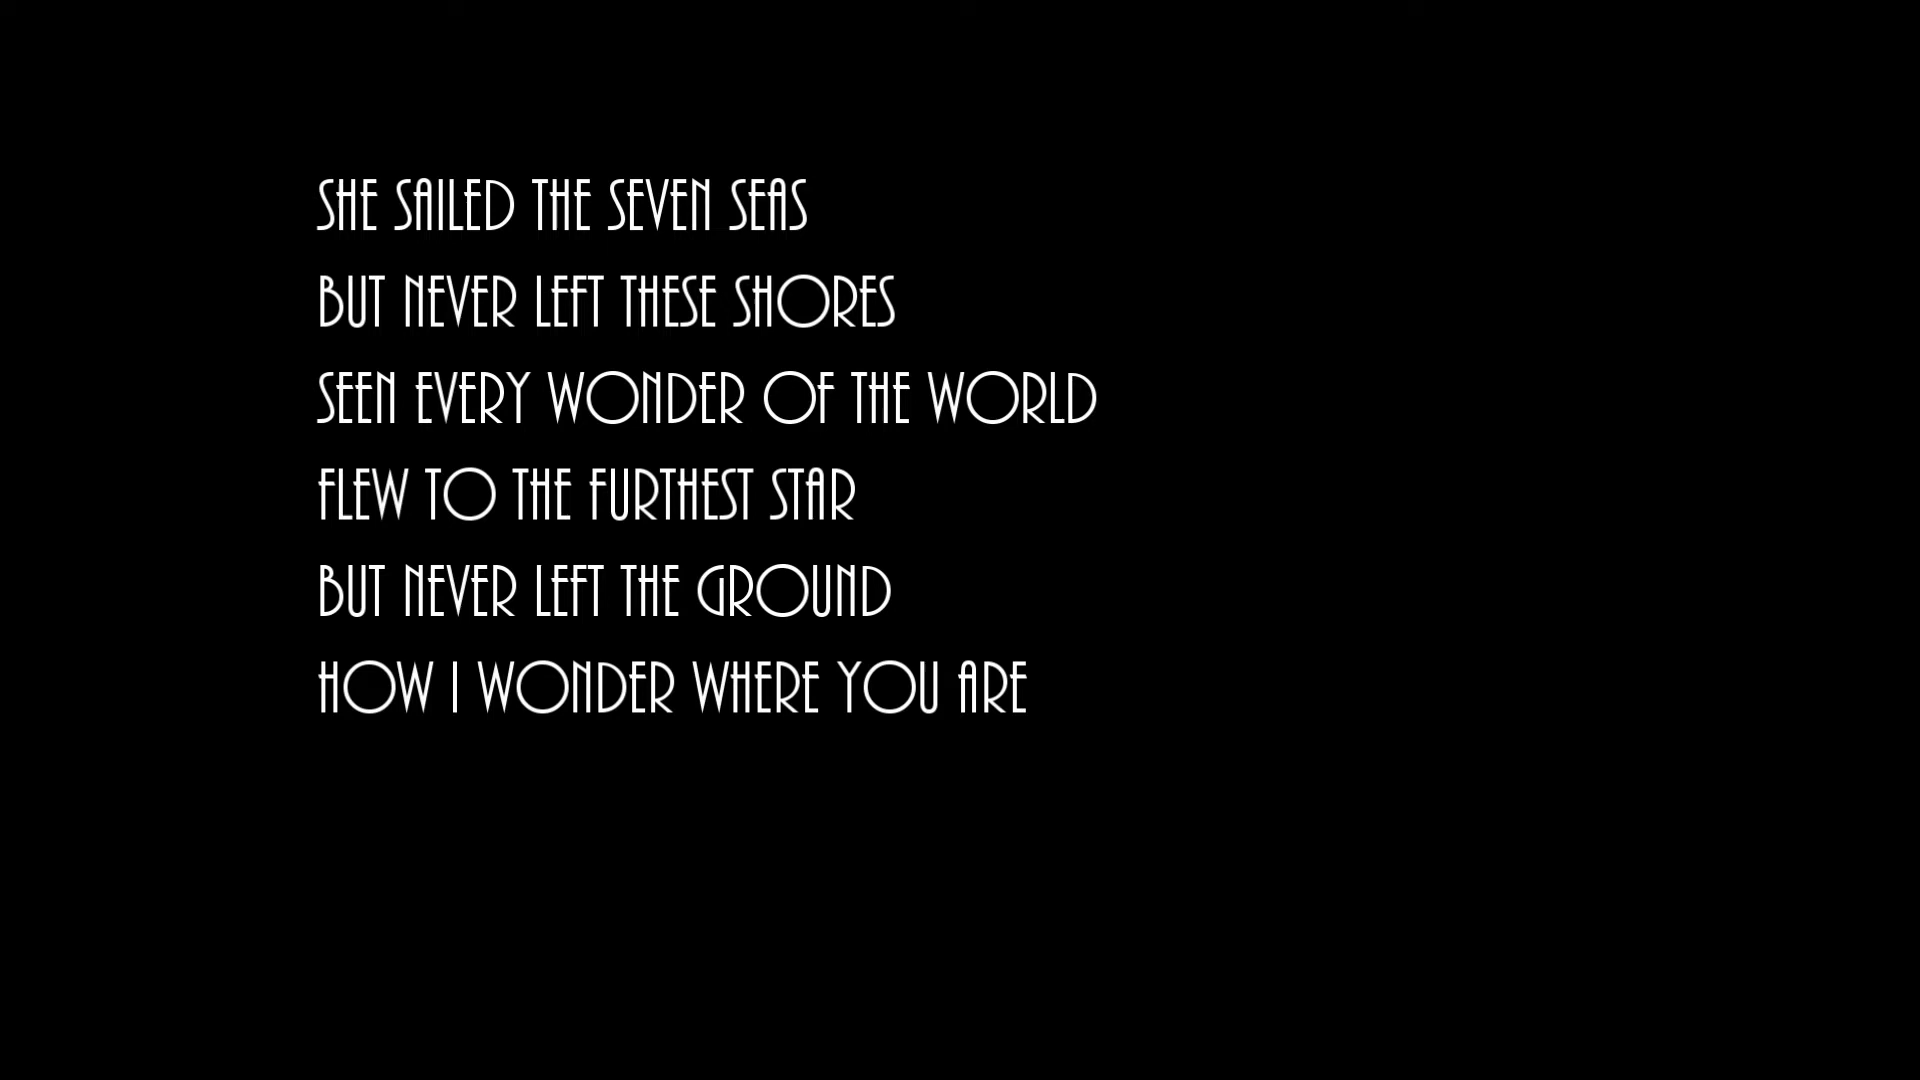 SHE SAILED THE SEVEN SEAS
BUT NEVER LEFT THESE SHORES
SEEN EVERY WONDER OF THE WORLD
FLEW TO THE FURTHEST STAR
BUT NEVER LEFT THE GROUND
HOW I WONDER WHERE YOU ARE